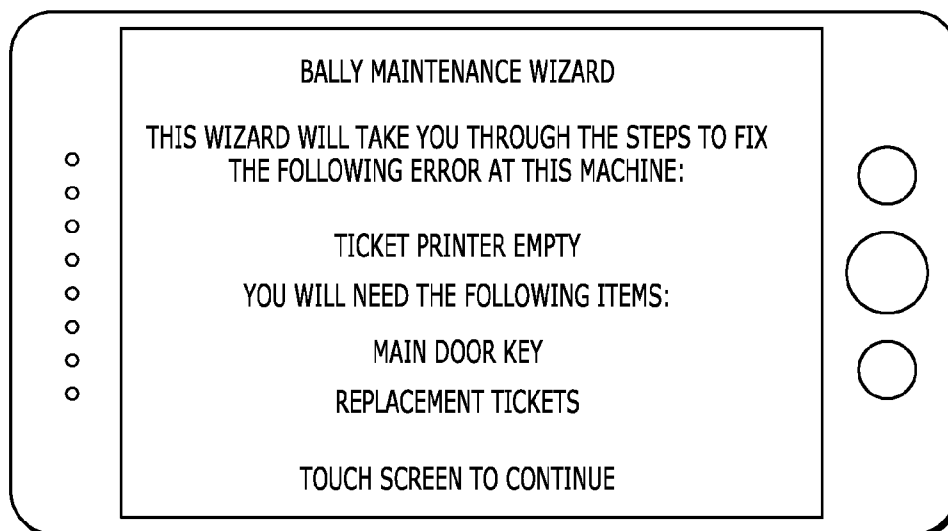 BALLY MAINTENANCE WIZARD
THIS WIZARD WILL TAKE YOU THROUGH THE STEPS TO FIX
THE FOLLOWING ERROR AT THIS MACHINE:
TICKET PRINTER EMPTY
YOU WILL NEED THE FOLLOWING ITEMS:
MAIN DOOR KEY
REPLACEMENT TICKETS
TOUCH SCREEN TO CONTINUE